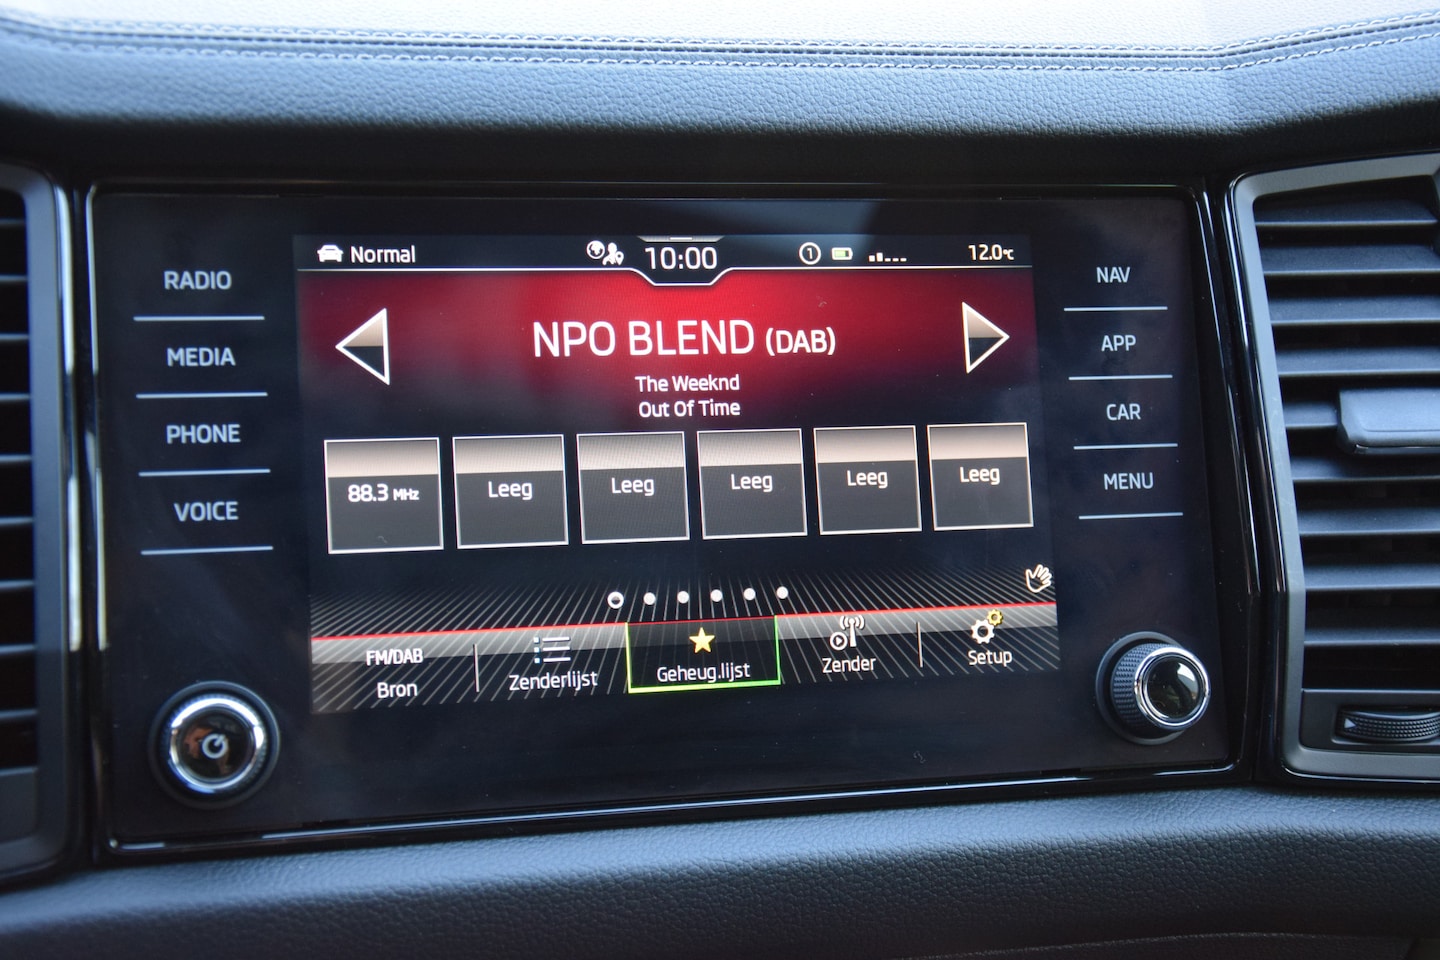 RADIO
MEDIA
PHONE
VOICE
Normal
10:00
1
12.0°c
NPO BLEND (DAB)
The Weeknd
Out Of Time
88.3 MHz
Leeg
Leeg
Leeg
Leeg
Leeg
FM/DAB
Bron
Zenderlijst
Geheug.lijst
Zender
Setup
NAV
APP
CAR
MENU